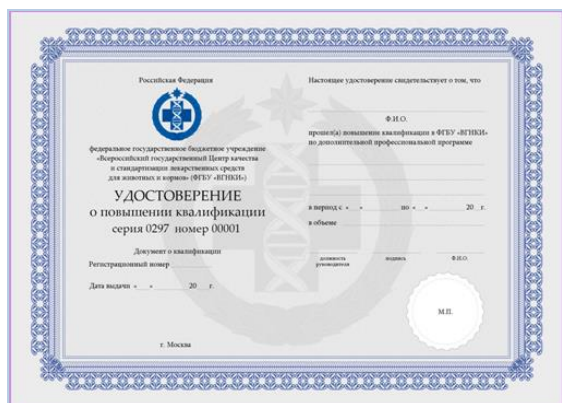 Российская Федерация
федеральное государственное бюджетное учреждение
«Всероссийский государственный Центр качества
и стандартизации лекарственных средств
для животных и кормов» (ФГБУ «ВГНКИ»)
УДОСТОВЕРЕНИЕ
о повышении квалификации
серия 0297 номер 00001
Документ о квалификации
Регистрационный номер
Дата выдачи « » 20 г.
г. Москва
Настоящее удостоверение свидетельствует о том, что
Ф.И.О.
прошел(а) повышении квалификации в ФГБУ «ВГНКИ»
по дополнительной профессиональной программе
в период с « » по « » 20 г.
в объеме
должность подпись Ф.И.О.
руководителя
М.П.